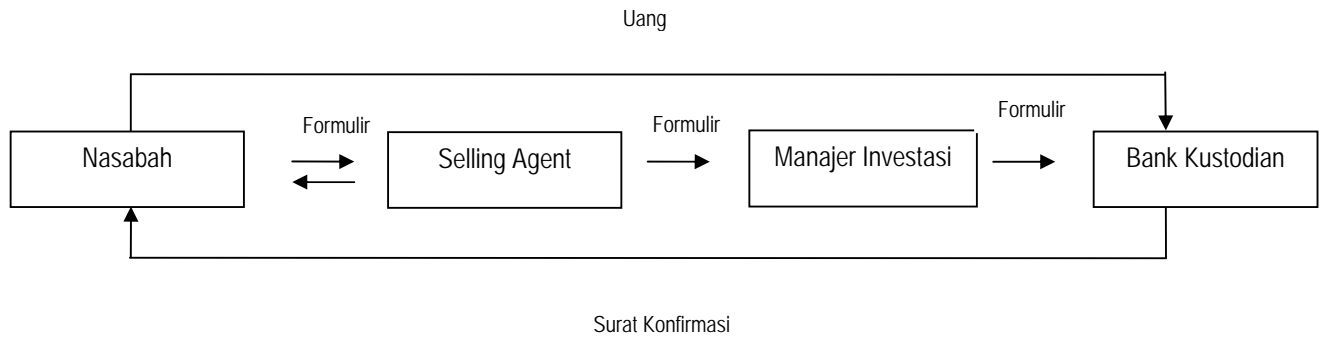 Uang
Formulir
Formulir
Formulir
Nasabah
Selling Agent
Manajer Investasi
Bank Kustodian
Surat Konfirmasi